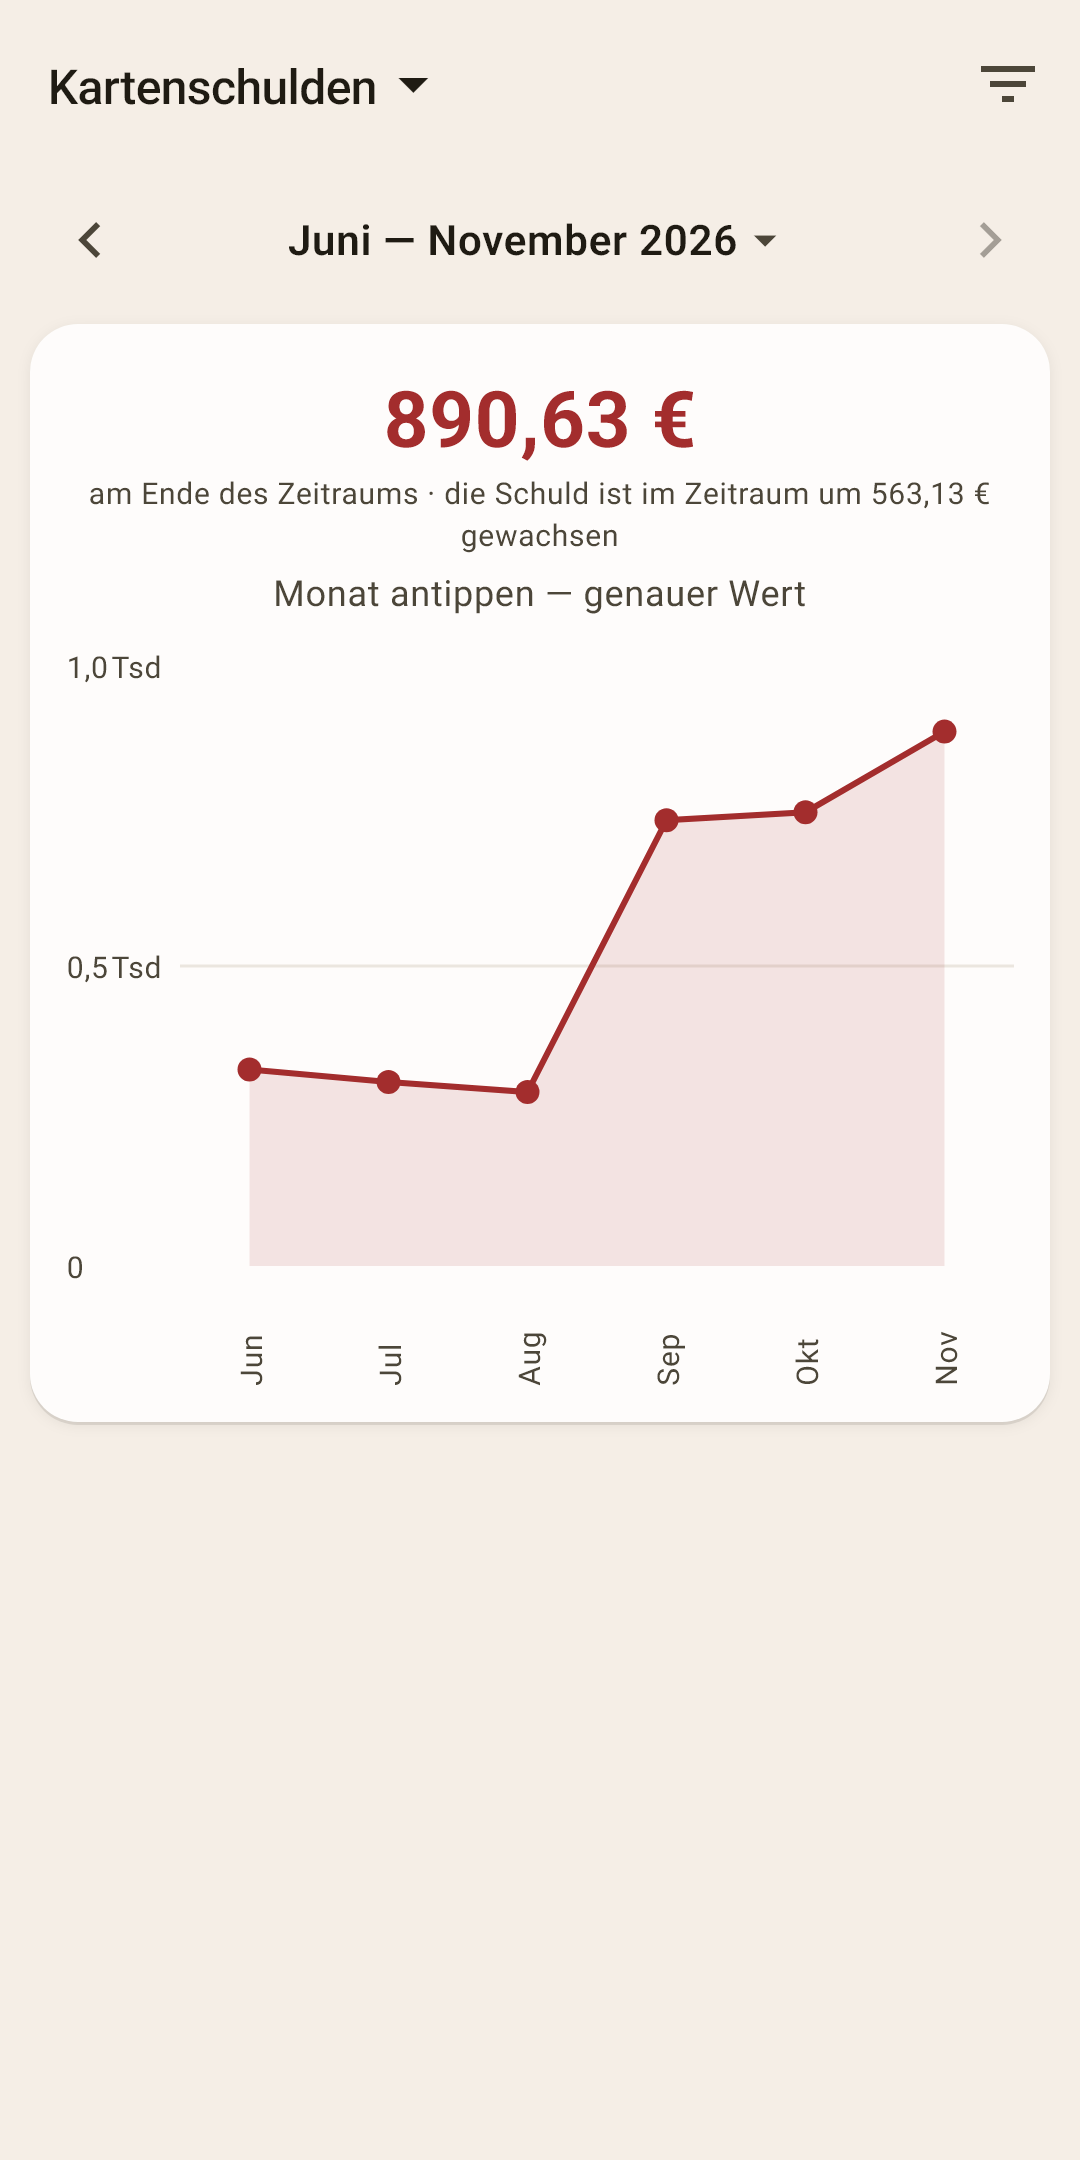 Kartenschulden
Juni — November 2026
890,63 €
am Ende des Zeitraums · die Schuld ist im Zeitraum um 563,13 €
gewachsen
Monat antippen — genauer Wert
1,0 Tsd
0,5 Tsd
0
Jun
Jul
Aug
Sep
Okt
Nov